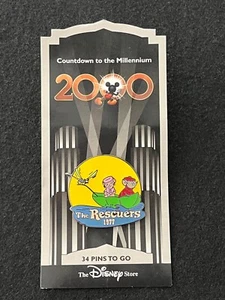 Countdown to the Millennium
2000
The Rescuers
1977
34 PINS TO GO
The Disney Store